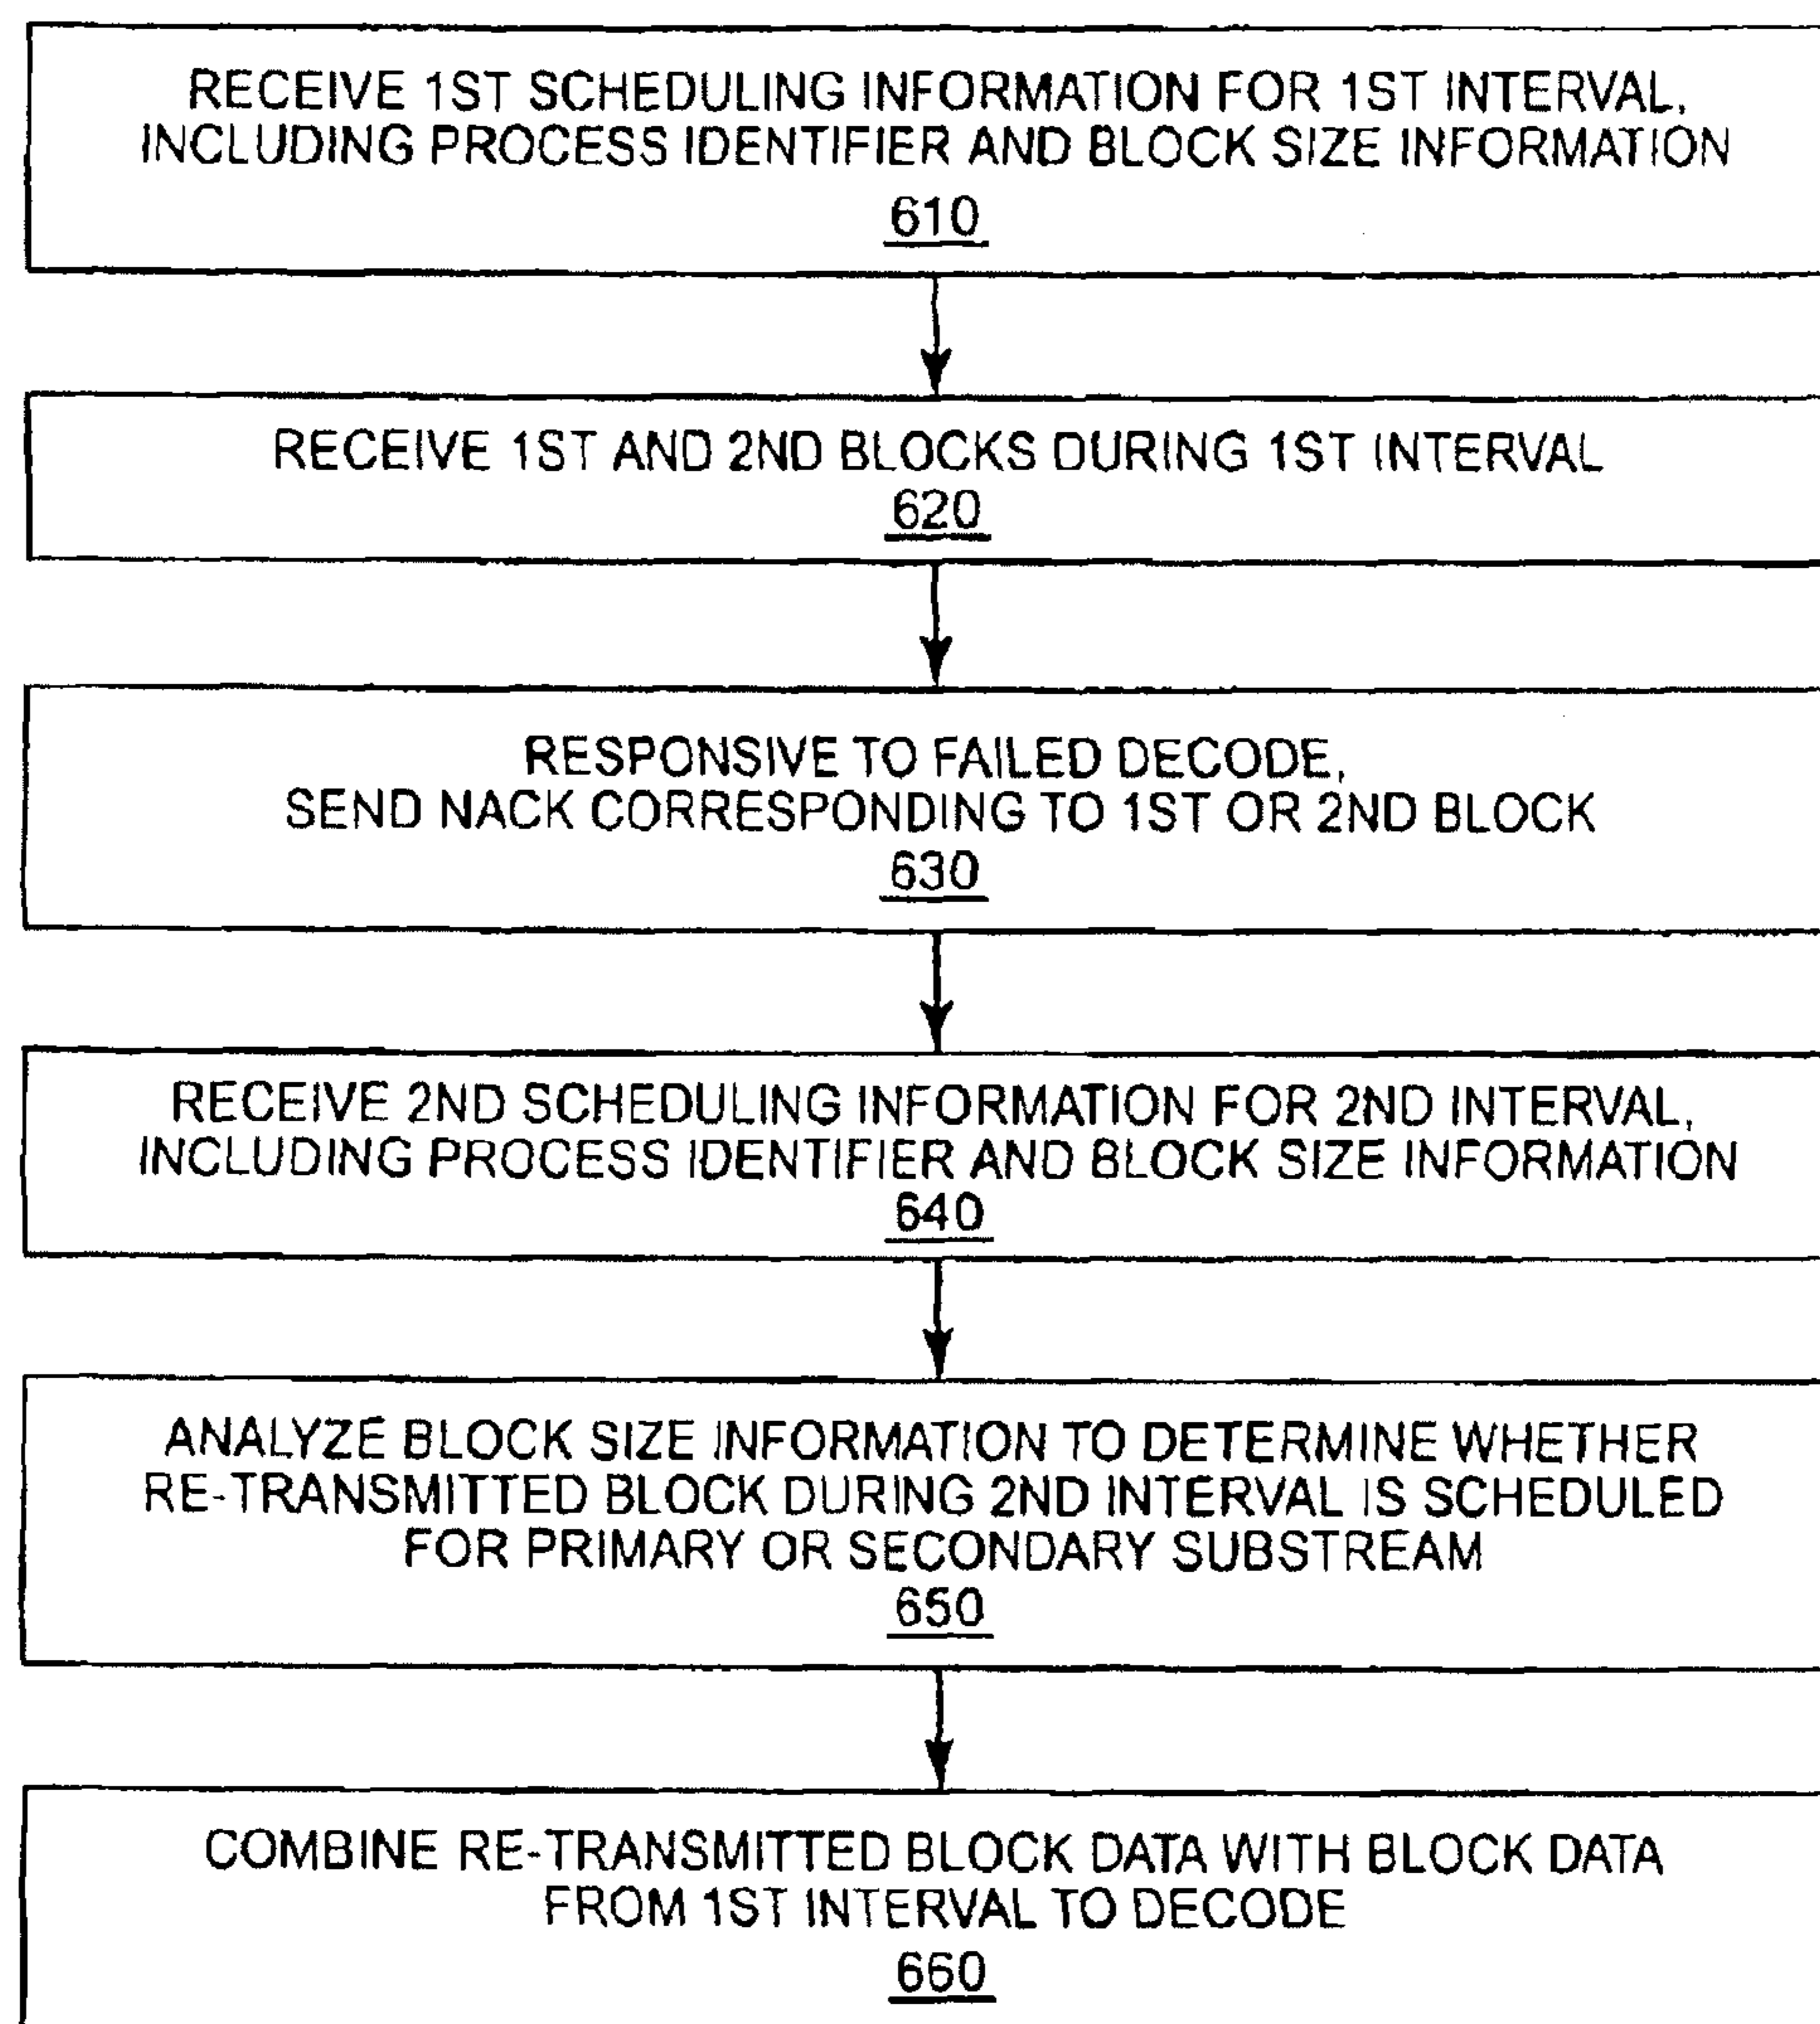 RECEIVE 1ST SCHEDULING INFORMATION FOR 1ST INTERVAL,
INCLUDING PROCESS IDENTIFIER AND BLOCK SIZE INFORMATION
610
RECEIVE 1ST AND 2ND BLOCKS DURING 1ST INTERVAL
620
RESPONSIVE TO FAILED DECODE,
SEND NACK CORRESPONDING TO 1ST OR 2ND BLOCK
630
RECEIVE 2ND SCHEDULING INFORMATION FOR 2ND INTERVAL,
INCLUDING PROCESS IDENTIFIER AND BLOCK SIZE INFORMATION
640
ANALYZE BLOCK SIZE INFORMATION TO DETERMINE WHETHER
RE-TRANSMITTED BLOCK DURING 2ND INTERVAL IS SCHEDULED
FOR PRIMARY OR SECONDARY SUBSTREAM
650
COMBINE RE-TRANSMITTED BLOCK DATA WITH BLOCK DATA
FROM 1ST INTERVAL TO DECODE
660